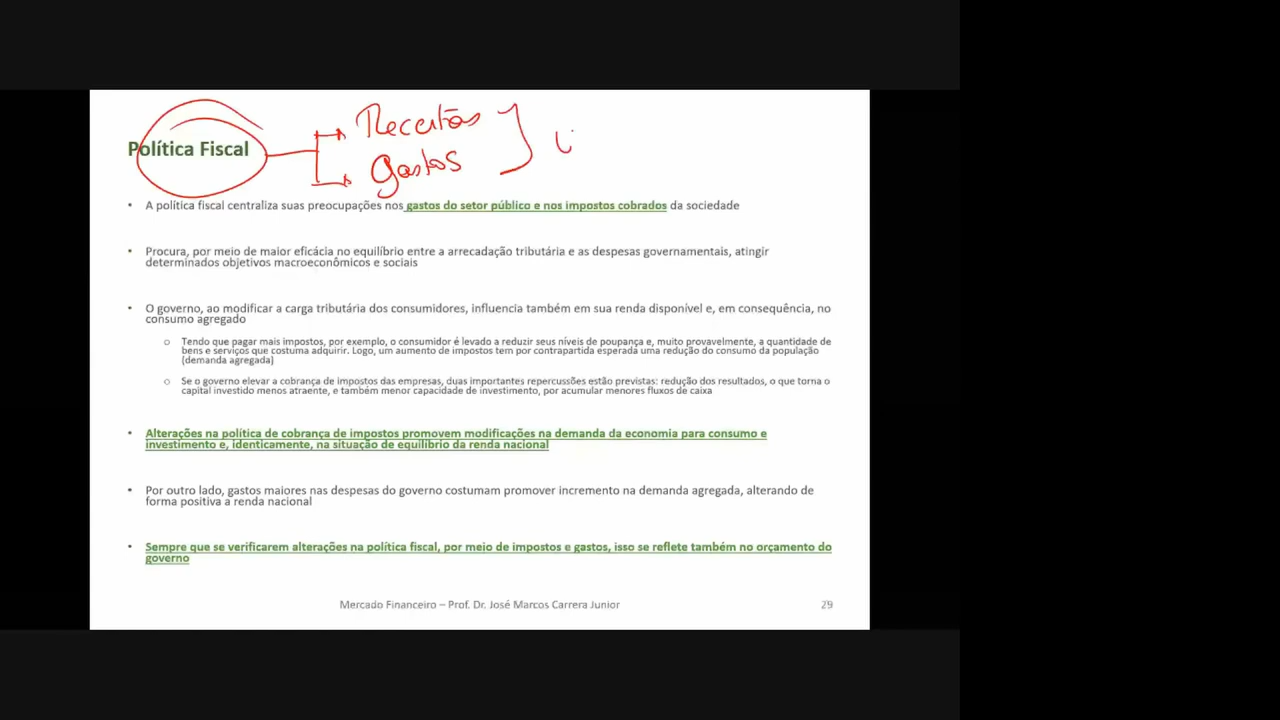 Receitas
Política Fiscal
Gastos
• A política fiscal centraliza suas preocupações nos gastos do setor público e nos impostos cobrados da sociedade
• Procura, por meio de maior eficácia no equilíbrio entre a arrecadação tributária e as despesas governamentais, atingir
determinados objetivos macroeconômicos e sociais
• O governo, ao modificar a carga tributária dos consumidores, influencia também em sua renda disponível e, em consequência, no
consumo agregado
o Tendo que pagar mais impostos, por exemplo, o consumidor é levado a reduzir seus níveis de poupança e, muito provavelmente, a quantidade de
bens e serviços que costuma adquirir. Logo, um aumento de impostos tem por contrapartida esperada uma redução do consumo da população
(demanda agregada)
o Se o governo elevar a cobrança de impostos das empresas, duas importantes repercussões estão previstas: redução dos resultados, o que torna o
capital investido menos atraente, e também menor capacidade de investimento, por acumular menores fluxos de caixa
• Alterações na política de cobrança de impostos promovem modificações na demanda da economia para consumo e
investimento e, identicamente, na situação de equilíbrio da renda nacional
• Por outro lado, gastos maiores nas despesas do governo costumam promover incremento na demanda agregada, alterando de
forma positiva a renda nacional
• Sempre que se verificarem alterações na política fiscal, por meio de impostos e gastos, isso se reflete também no orçamento do
governo
Mercado Financeiro – Prof. Dr. José Marcos Carrera Junior 29